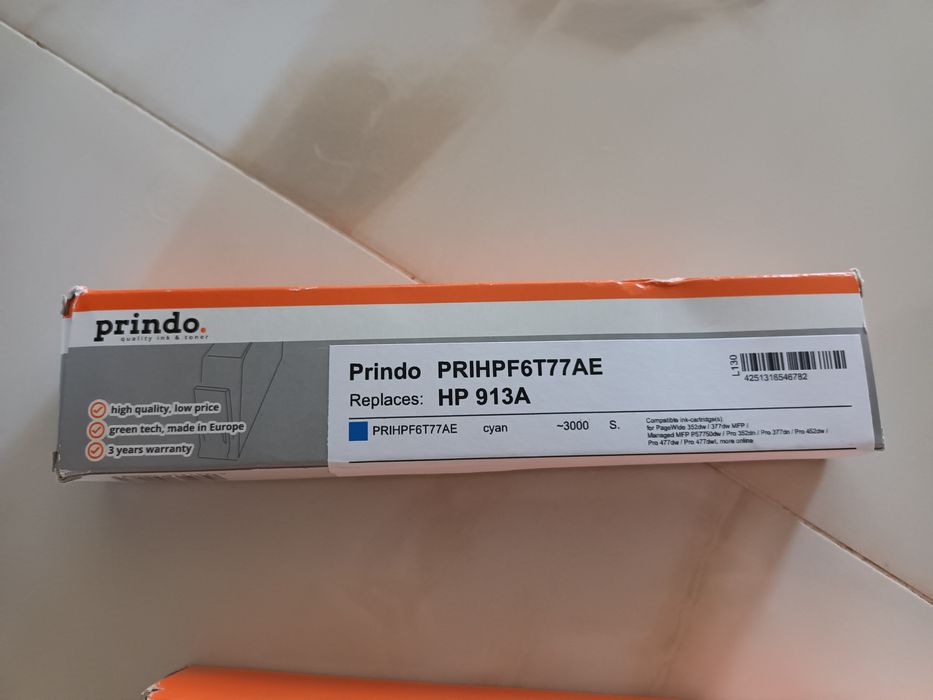 prindo.
quality ink & toner
high quality, low price
green tech, made in Europe
3 years warranty
Prindo PRIHPF6T77AE
Replaces: HP 913A
PRIHPF6T77AE cyan ~3000 S.
Compatible ink-cartridge(s):
for PageWide 352dw / 377dw MFP /
Managed MFP P57750dw / Pro 352dn / Pro 377dn / Pro 452dw /
Pro 477dw / Pro 477dwt, more online
L130
4251316546782